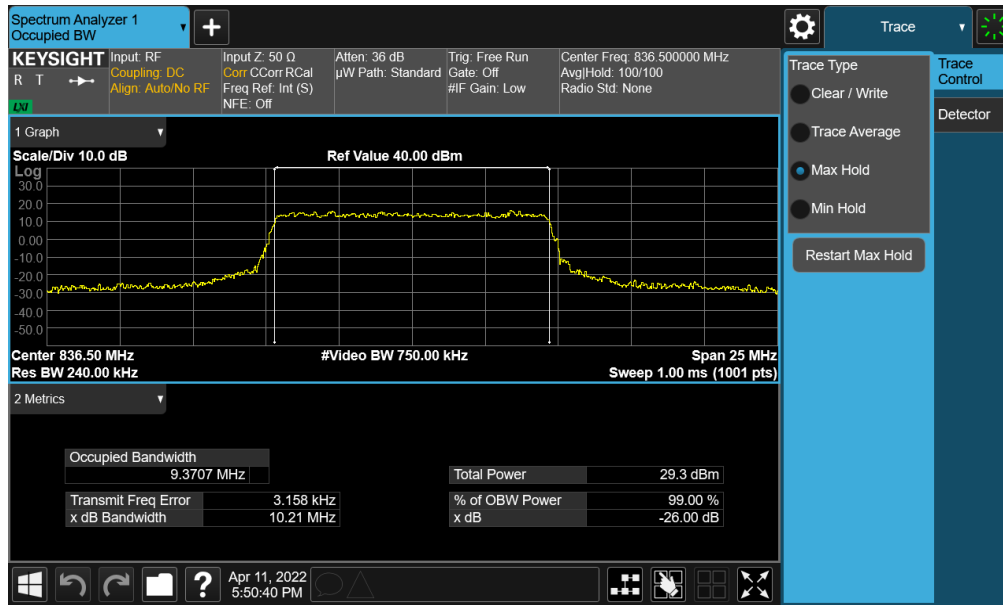 Spectrum Analyzer 1
Occupied BW
+
Trace
KEYSIGHT
R T
LXI
Input: RF
Coupling: DC
Align: Auto/No RF
Input Z: 50 Ω
Corr CCorr RCal
Freq Ref: Int (S)
NFE: Off
Atten: 36 dB
µW Path: Standard
Trig: Free Run
Gate: Off
#IF Gain: Low
Center Freq: 836.500000 MHz
Avg|Hold: 100/100
Radio Std: None
Trace Type
Clear / Write
Trace Average
Max Hold
Min Hold
Restart Max Hold
Trace
Control
Detector
1 Graph
Scale/Div 10.0 dB
Ref Value 40.00 dBm
Log
30.0
20.0
10.0
0.00
-10.0
-20.0
-30.0
-40.0
-50.0
Center 836.50 MHz
#Video BW 750.00 kHz
Span 25 MHz
Res BW 240.00 kHz
Sweep 1.00 ms (1001 pts)
2 Metrics
Occupied Bandwidth
9.3707 MHz
Total Power 29.3 dBm
Transmit Freq Error 3.158 kHz
% of OBW Power 99.00 %
x dB Bandwidth 10.21 MHz
x dB -26.00 dB
?
Apr 11, 2022
5:50:40 PM